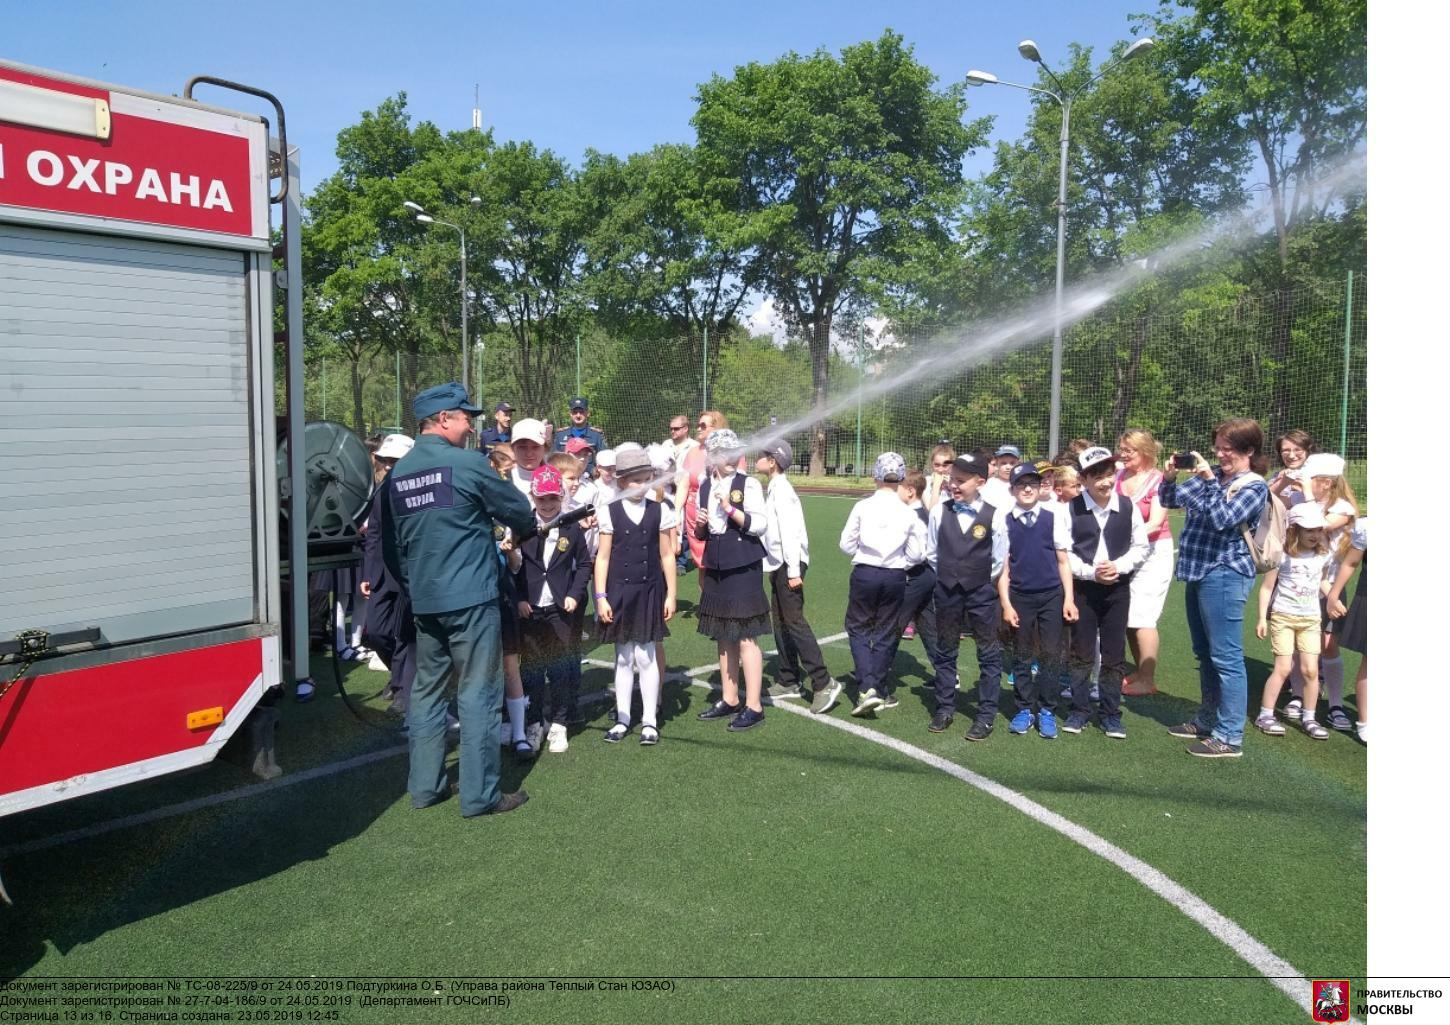 ОХРАНА
ПОЖАРНАЯ
ОХРАНА
Документ зарегистрирован № ТС-08-225/9 от 24.05.2019 Подтуркина О.Б. (Управа района Теплый Стан ЮЗАО)
Документ зарегистрирован № 27-7-04-186/9 от 24.05.2019 (Департамент ГОЧСиПБ)
Страница 13 из 16. Страница создана: 23.05.2019 12:45
ПРАВИТЕЛЬСТВО
МОСКВЫ